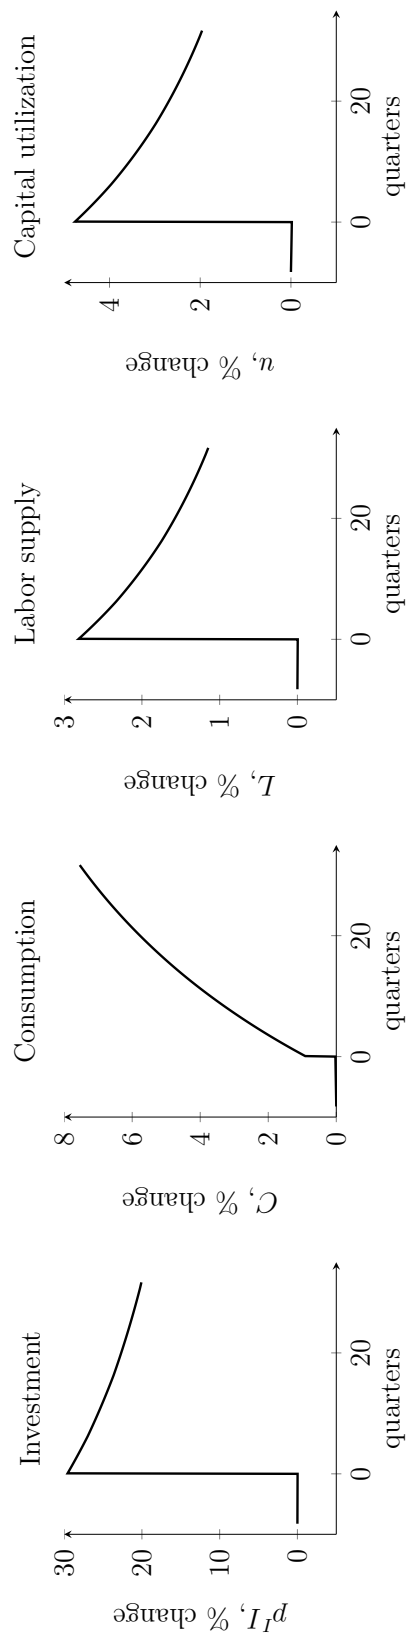 Investment
p^I I, % change
30
20
10
0
0
20
quarters
Consumption
C, % change
8
6
4
2
0
0
20
quarters
Labor supply
L, % change
3
2
1
0
0
20
quarters
Capital utilization
u, % change
4
2
0
0
20
quarters